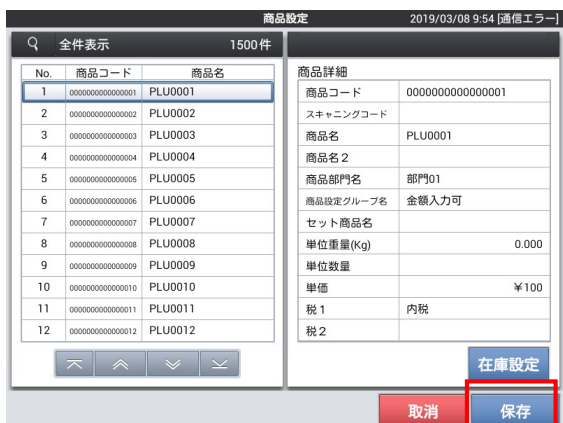 商品設定 2019/03/08 9:54 [通信エラー]
全件表示 1500件
No. 商品コード 商品名
1 0000000000000001 PLU0001
2 0000000000000002 PLU0002
3 0000000000000003 PLU0003
4 0000000000000004 PLU0004
5 0000000000000005 PLU0005
6 0000000000000006 PLU0006
7 0000000000000007 PLU0007
8 0000000000000008 PLU0008
9 0000000000000009 PLU0009
10 0000000000000010 PLU0010
11 0000000000000011 PLU0011
12 0000000000000012 PLU0012
商品詳細
商品コード 0000000000000001
スキャニングコード
商品名 PLU0001
商品名2
商品部門名 部門01
商品設定グループ名 金額入力可
セット商品名
単位重量(Kg) 0.000
単位数量
単価 ¥100
税1 内税
税2
在庫設定
取消 保存